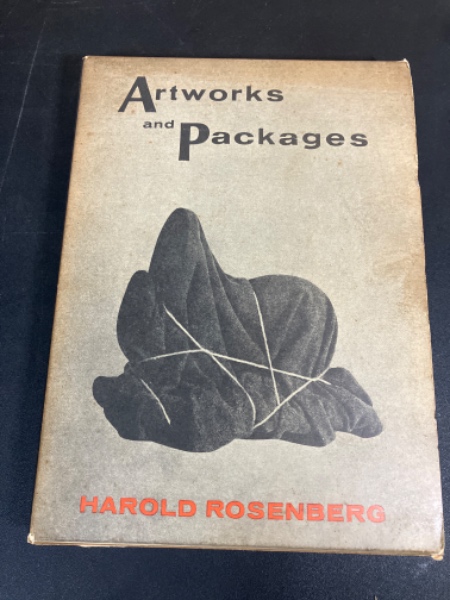 Artworks
and Packages
HAROLD ROSENBERG